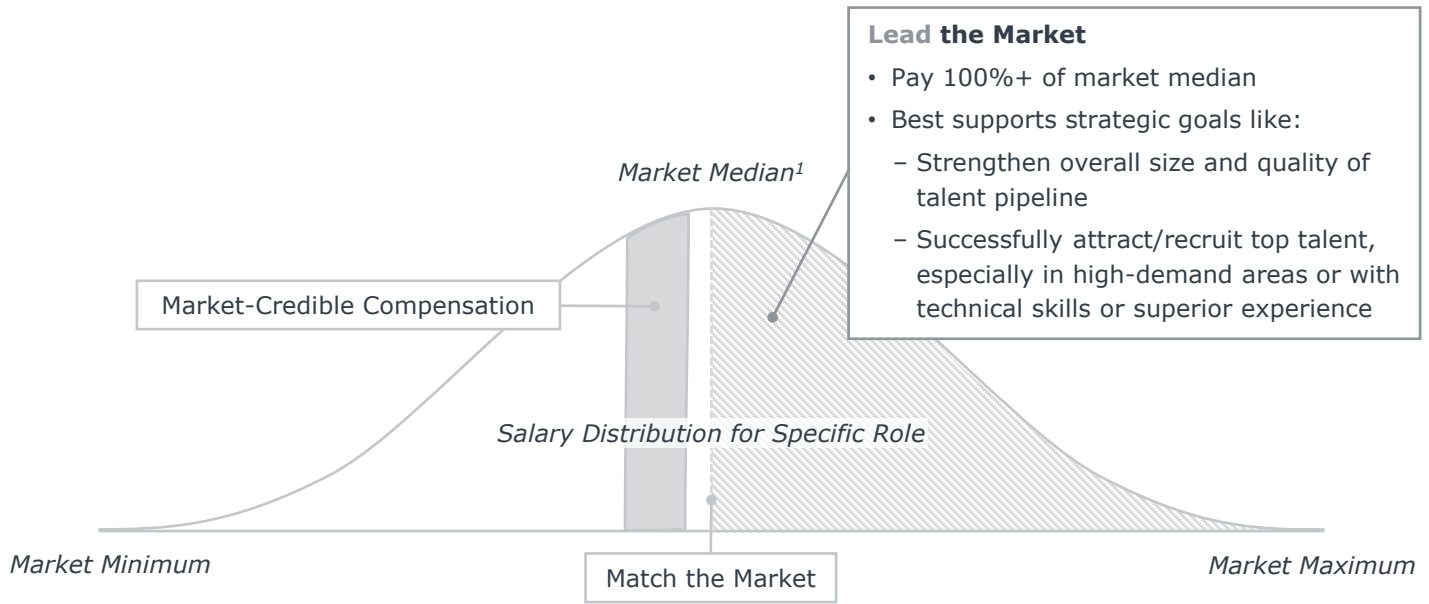 Lead the Market
• Pay 100%+ of market median
• Best supports strategic goals like:
– Strengthen overall size and quality of
talent pipeline
– Successfully attract/recruit top talent,
especially in high-demand areas or with
technical skills or superior experience
Market Median¹
Market-Credible Compensation
Salary Distribution for Specific Role
Market Minimum
Match the Market
Market Maximum